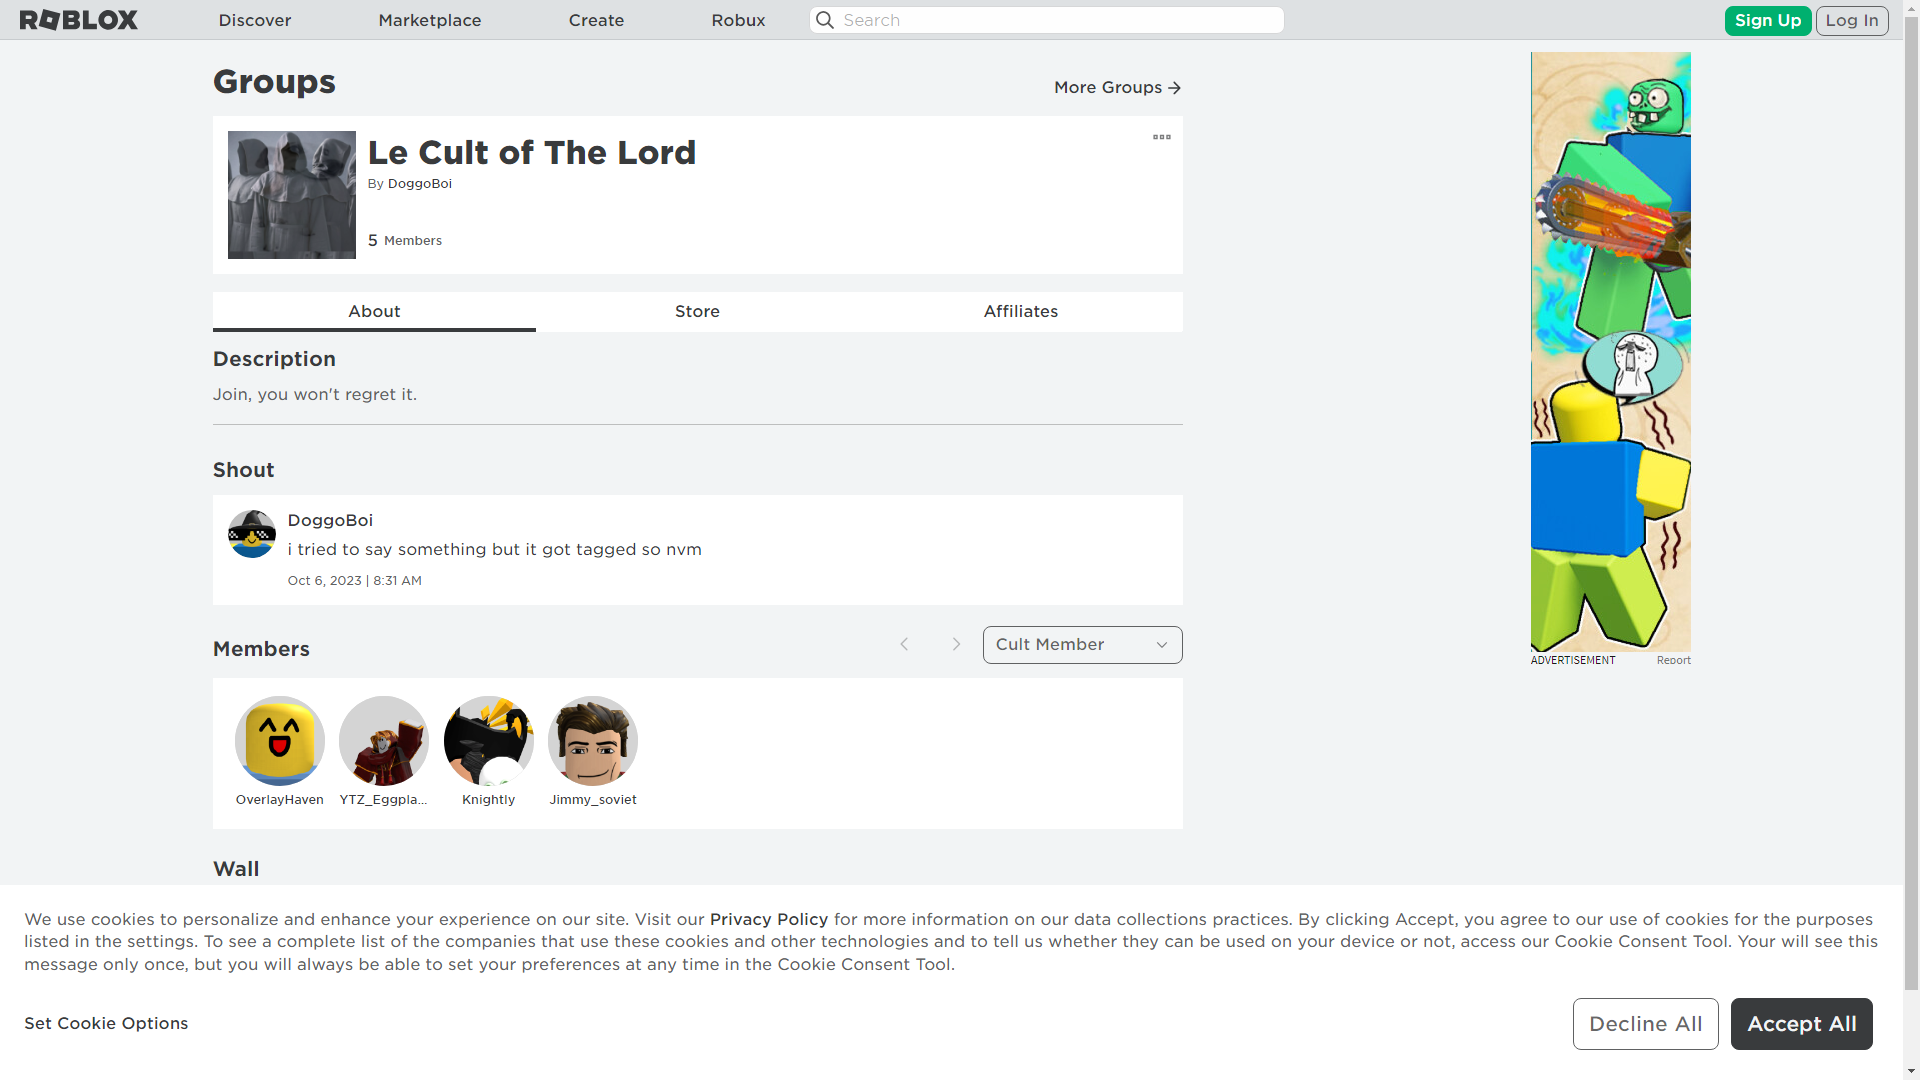 ROBLOX
Discover
Marketplace
Create
Robux
Search
Sign Up
Log In
Groups
More Groups
Le Cult of The Lord
By DoggoBoi
5 Members
About
Store
Affiliates
Description
Join, you won't regret it.
Shout
DoggoBoi
i tried to say something but it got tagged so nvm
Oct 6, 2023 | 8:31 AM
Members
Cult Member
OverlayHaven
YTZ_Eggpla...
Knightly
Jimmy_soviet
ADVERTISEMENT
Report
Wall
We use cookies to personalize and enhance your experience on our site. Visit our Privacy Policy for more information on our data collections practices. By clicking Accept, you agree to our use of cookies for the purposes
listed in the settings. To see a complete list of the companies that use these cookies and other technologies and to tell us whether they can be used on your device or not, access our Cookie Consent Tool. Your will see this
message only once, but you will always be able to set your preferences at any time in the Cookie Consent Tool.
Set Cookie Options
Decline All
Accept All